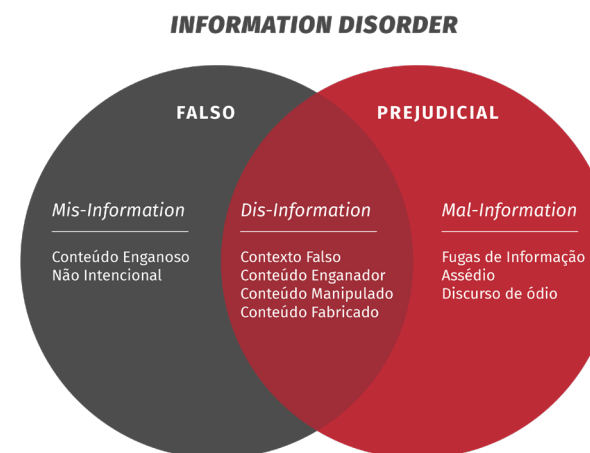 INFORMATION DISORDER
FALSO
PREJUDICIAL
Mis-Information
Conteúdo Enganoso
Não Intencional
Dis-Information
Contexto Falso
Conteúdo Enganador
Conteúdo Manipulado
Conteúdo Fabricado
Mal-Information
Fugas de Informação
Assédio
Discurso de ódio